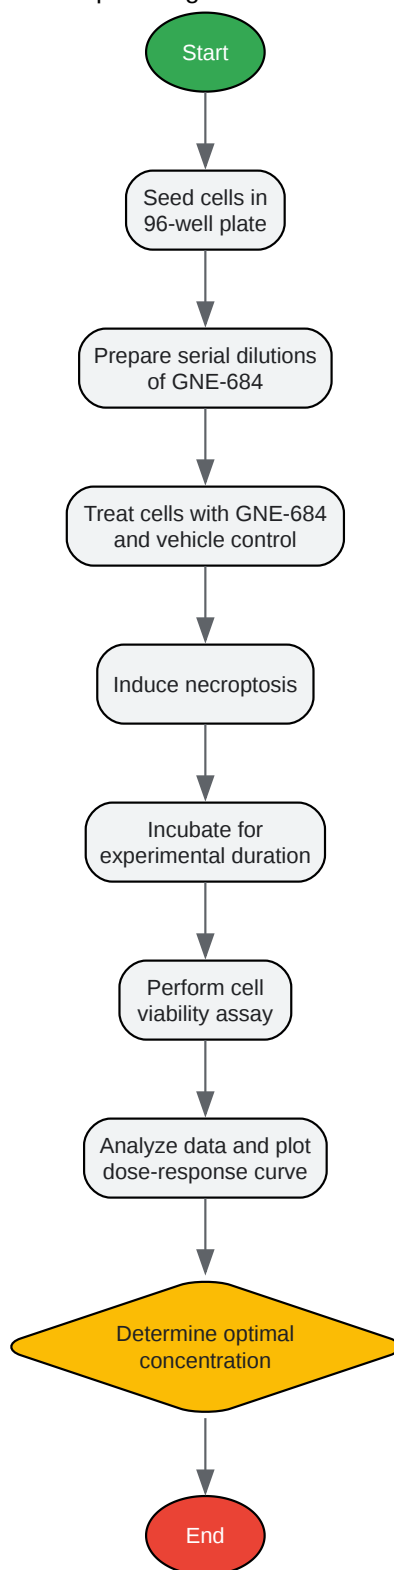 Start
Seed cells in
96-well plate
Prepare serial dilutions
of GNE-684
Treat cells with GNE-684
and vehicle control
Induce necroptosis
Incubate for
experimental duration
Perform cell
viability assay
Analyze data and plot
dose-response curve
Determine optimal
concentration
End